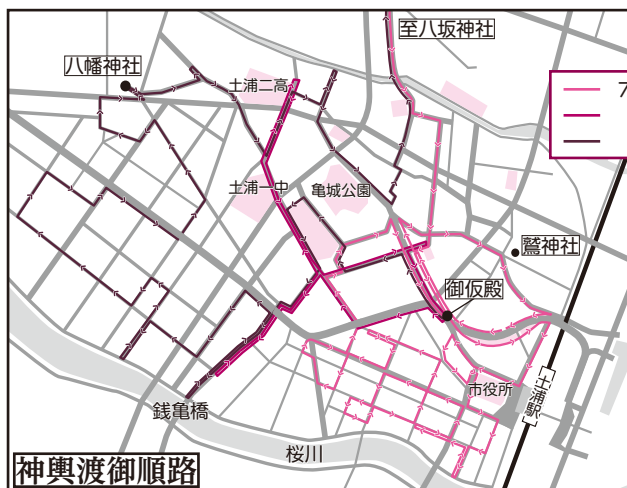 至八坂神社
八幡神社
土浦二高
7
土浦一中
亀城公園
鷲神社
御仮殿
市役所
土浦駅
銭亀橋
桜川
神輿渡御順路